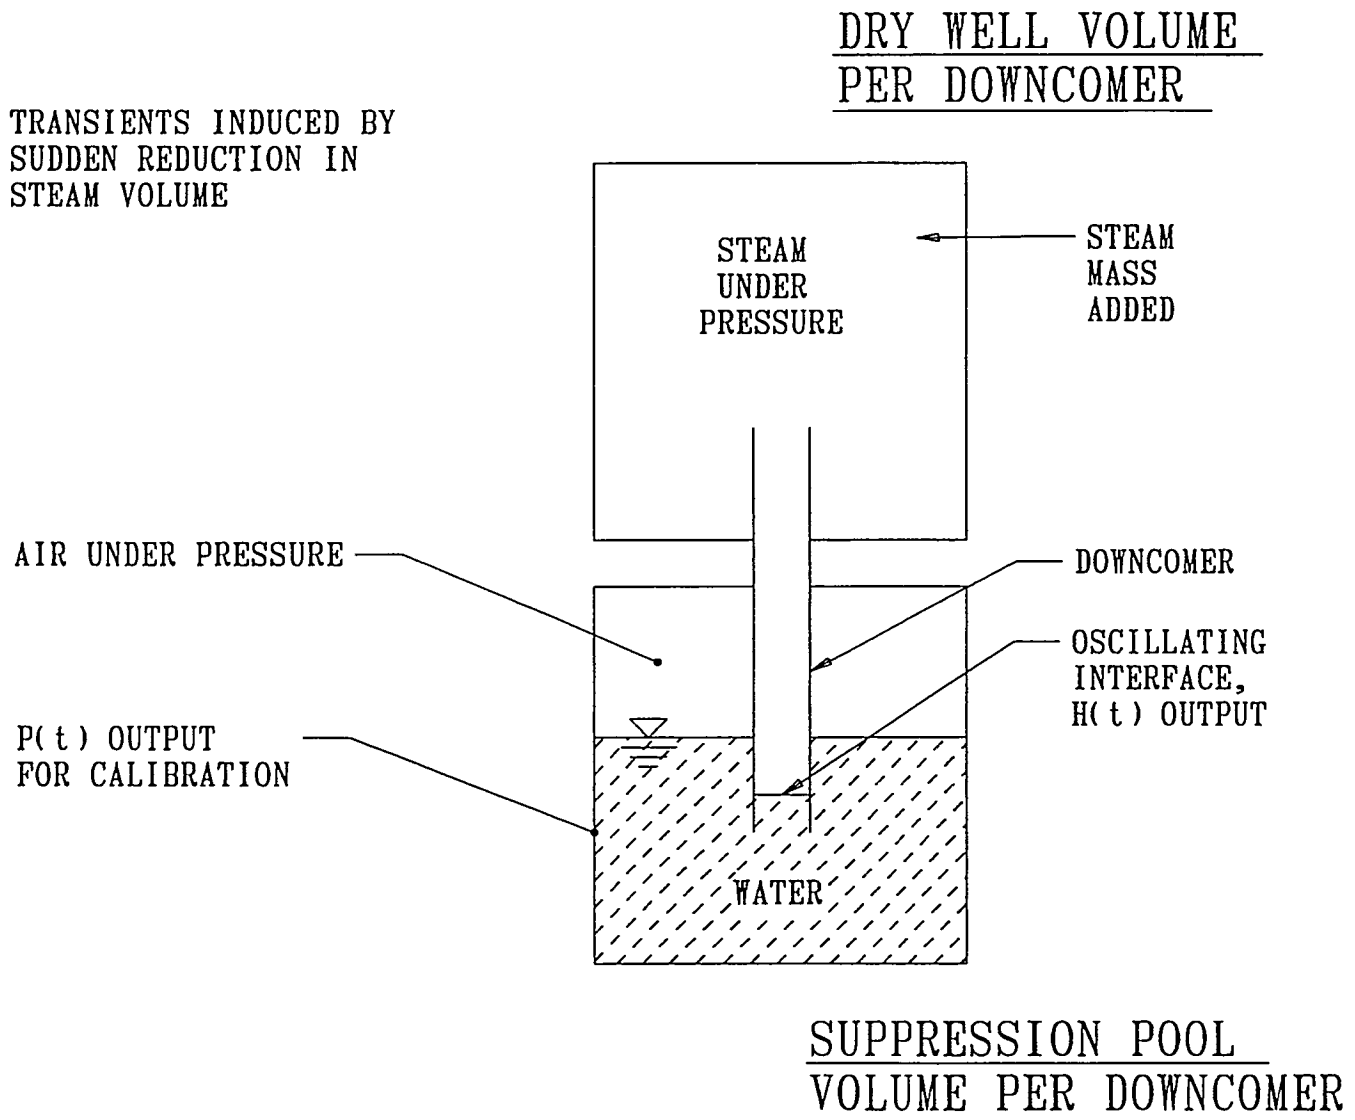 DRY WELL VOLUME
PER DOWNCOMER
TRANSIENTS INDUCED BY
SUDDEN REDUCTION IN
STEAM VOLUME
STEAM
UNDER
PRESSURE
STEAM
MASS
ADDED
AIR UNDER PRESSURE
DOWNCOMER
OSCILLATING
INTERFACE,
H(t) OUTPUT
P(t) OUTPUT
FOR CALIBRATION
WATER
SUPPRESSION POOL
VOLUME PER DOWNCOMER